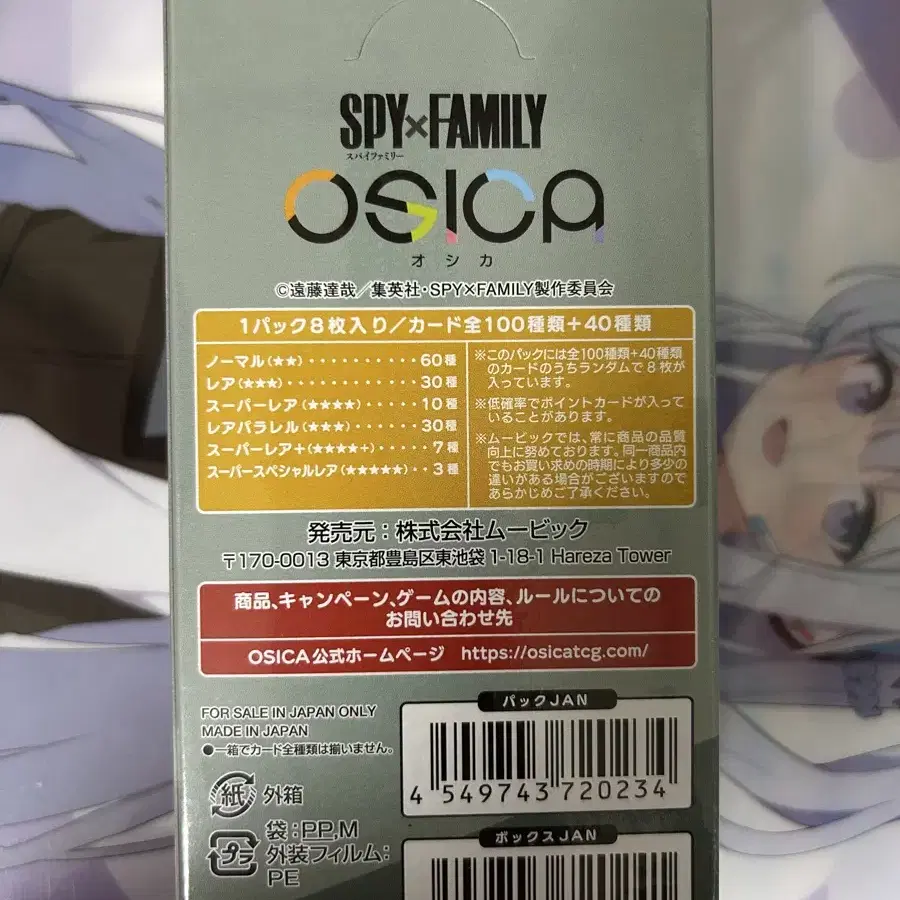 SPY×FAMILY
スパイファミリー
OSICA
オシカ
©遠藤達哉／集英社・SPY×FAMILY製作委員会
1パック8枚入り／カード全100種類＋40種類
ノーマル(★★)・・・・・・・・・・60種
レア(★★★)・・・・・・・・・・・・30種
スーパーレア(★★★★)・・・・・・10種
レアパラレル(★★★)・・・・・・・30種
スーパーレア＋(★★★★＋)・・・・7種
スーパースペシャルレア(★★★★★)・・3種
※このパックには全100種類+40種類
のカードのうちランダムで8枚が
入っています。
※低確率でポイントカードが入って
いることがあります。
※ムービックでは、常に商品の品質
向上に努めております。同一商品内
でもお買い求めの時期により多少の
違いがある場合がございますので
あらかじめご了承ください。
発売元：株式会社ムービック
〒170-0013 東京都豊島区東池袋 1-18-1 Hareza Tower
商品、キャンペーン、ゲームの内容、ルールについての
お問い合わせ先
OSICA公式ホームページ https://osicatcg.com/
FOR SALE IN JAPAN ONLY
MADE IN JAPAN
●一箱でカード全種類は揃いません。
紙 外箱
プラ
袋：PP,M
外装フィルム：
PE
パックJAN
4 549743 720234
ボックスJAN